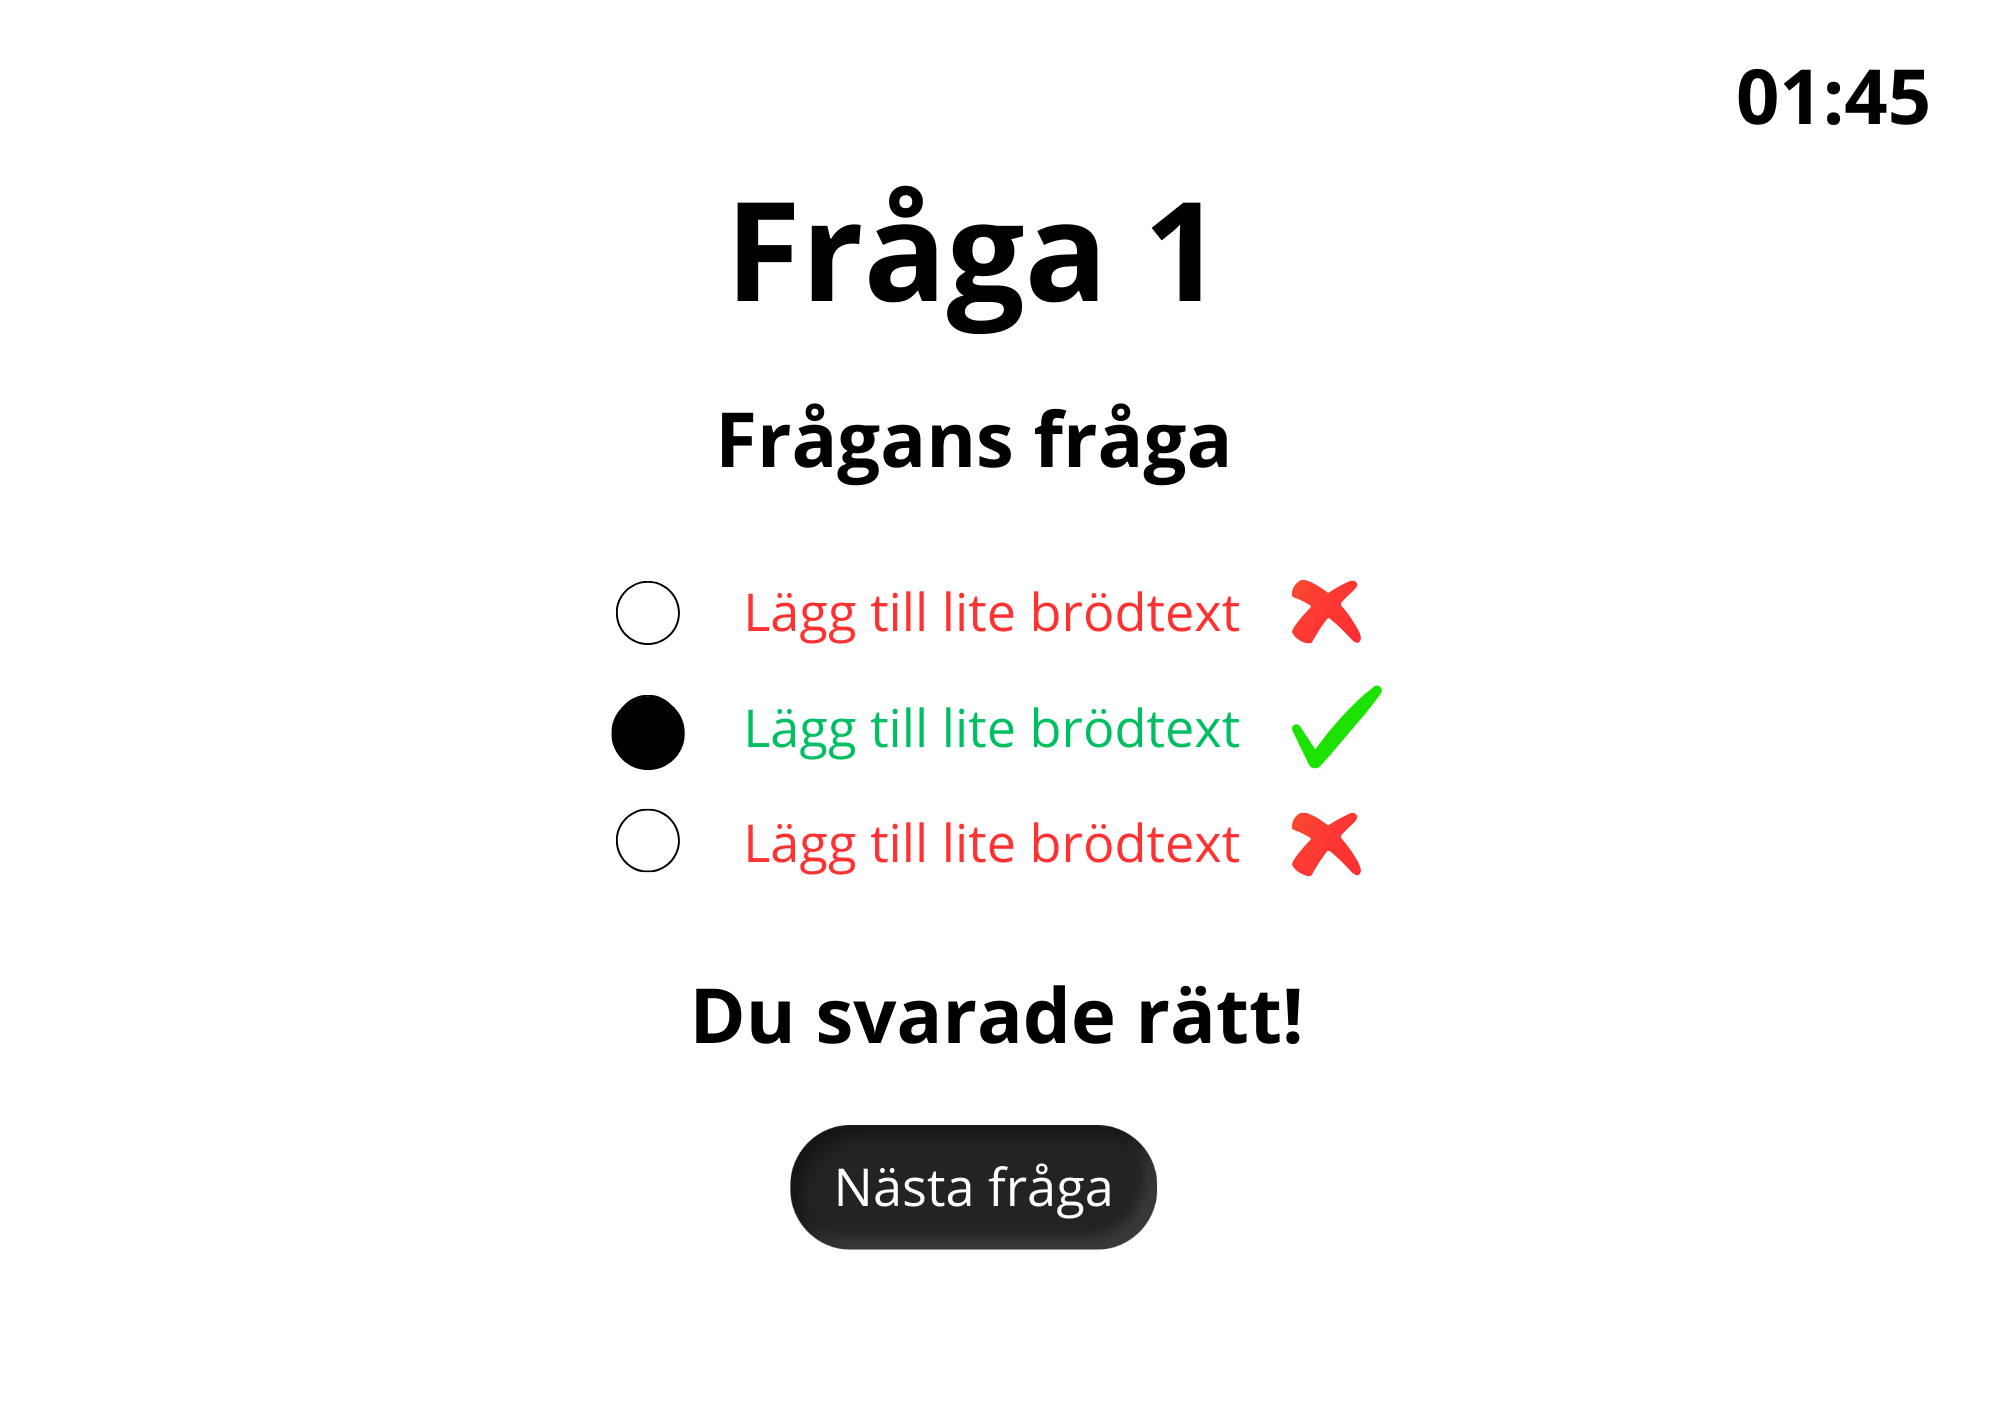 01:45
Fråga 1
Frågans fråga
Lägg till lite brödtext
Lägg till lite brödtext
Lägg till lite brödtext
Du svarade rätt!
Nästa fråga